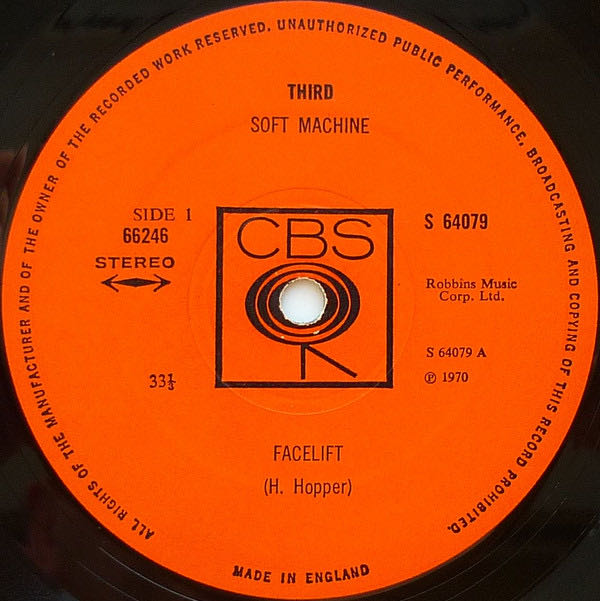 ALL RIGHTS OF THE MANUFACTURER AND OF THE OWNER OF THE RECORDED WORK RESERVED. UNAUTHORIZED PUBLIC PERFORMANCE, BROADCASTING AND COPYING OF THIS RECORD PROHIBITED.
THIRD
SOFT MACHINE
SIDE 1
66246
STEREO
CBS
S 64079
Robbins Music
Corp. Ltd.
33⅓
S 64079 A
℗ 1970
FACELIFT
(H. Hopper)
MADE IN ENGLAND